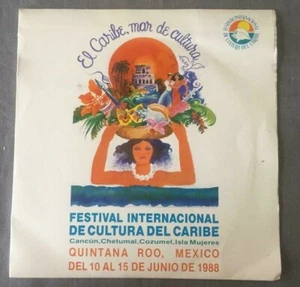 El Caribe, mar de cultura
FESTIVAL INTERNACIONAL
DE CULTURA DEL CARIBE
Cancún, Chetumal, Cozumel, Isla Mujeres
QUINTANA ROO, MEXICO
DEL 10 AL 15 DE JUNIO DE 1988